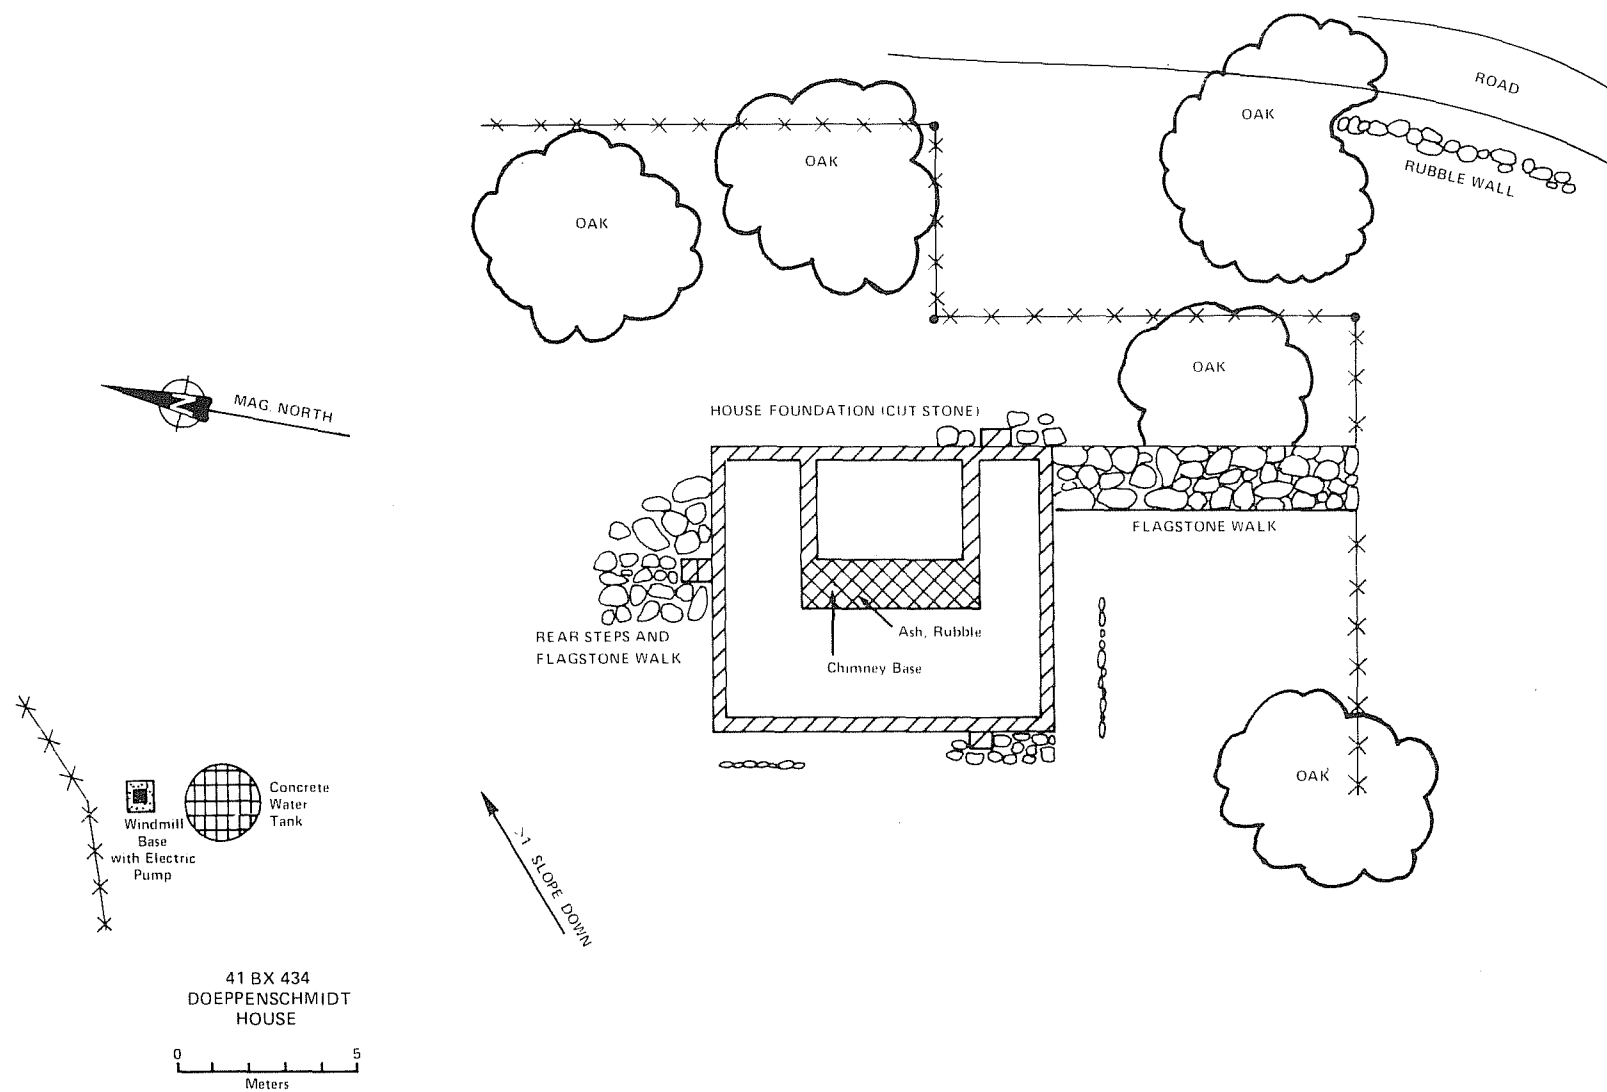 ROAD
OAK
RUBBLE WALL
OAK
OAK
OAK
MAG. NORTH
N
HOUSE FOUNDATION (CUT STONE)
FLAGSTONE WALK
REAR STEPS AND
FLAGSTONE WALK
Ash, Rubble
Chimney Base
OAK
Concrete
Water
Tank
Windmill
Base
with Electric
Pump
SLOPE DOWN
41 BX 434
DOEPPENSCHMIDT
HOUSE
0 5
Meters